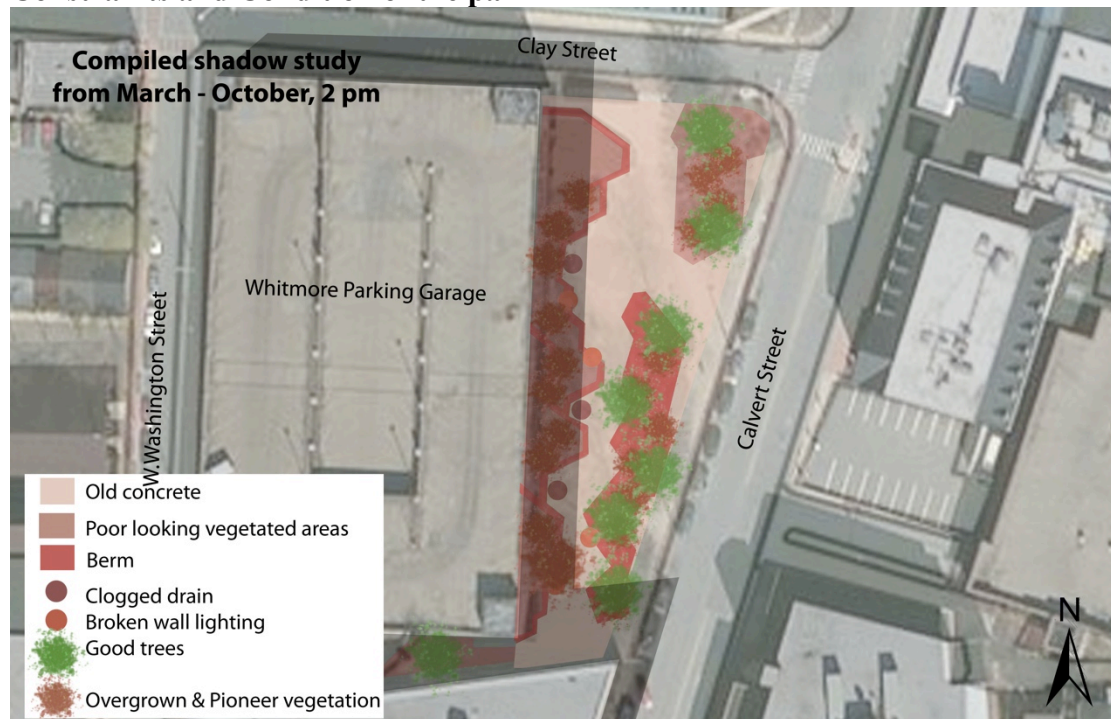 Clay Street
Compiled shadow study
from March - October, 2 pm
Whitmore Parking Garage
W.Washington Street
Calvert Street
Old concrete
Poor looking vegetated areas
Berm
Clogged drain
Broken wall lighting
Good trees
Overgrown & Pioneer vegetation
N